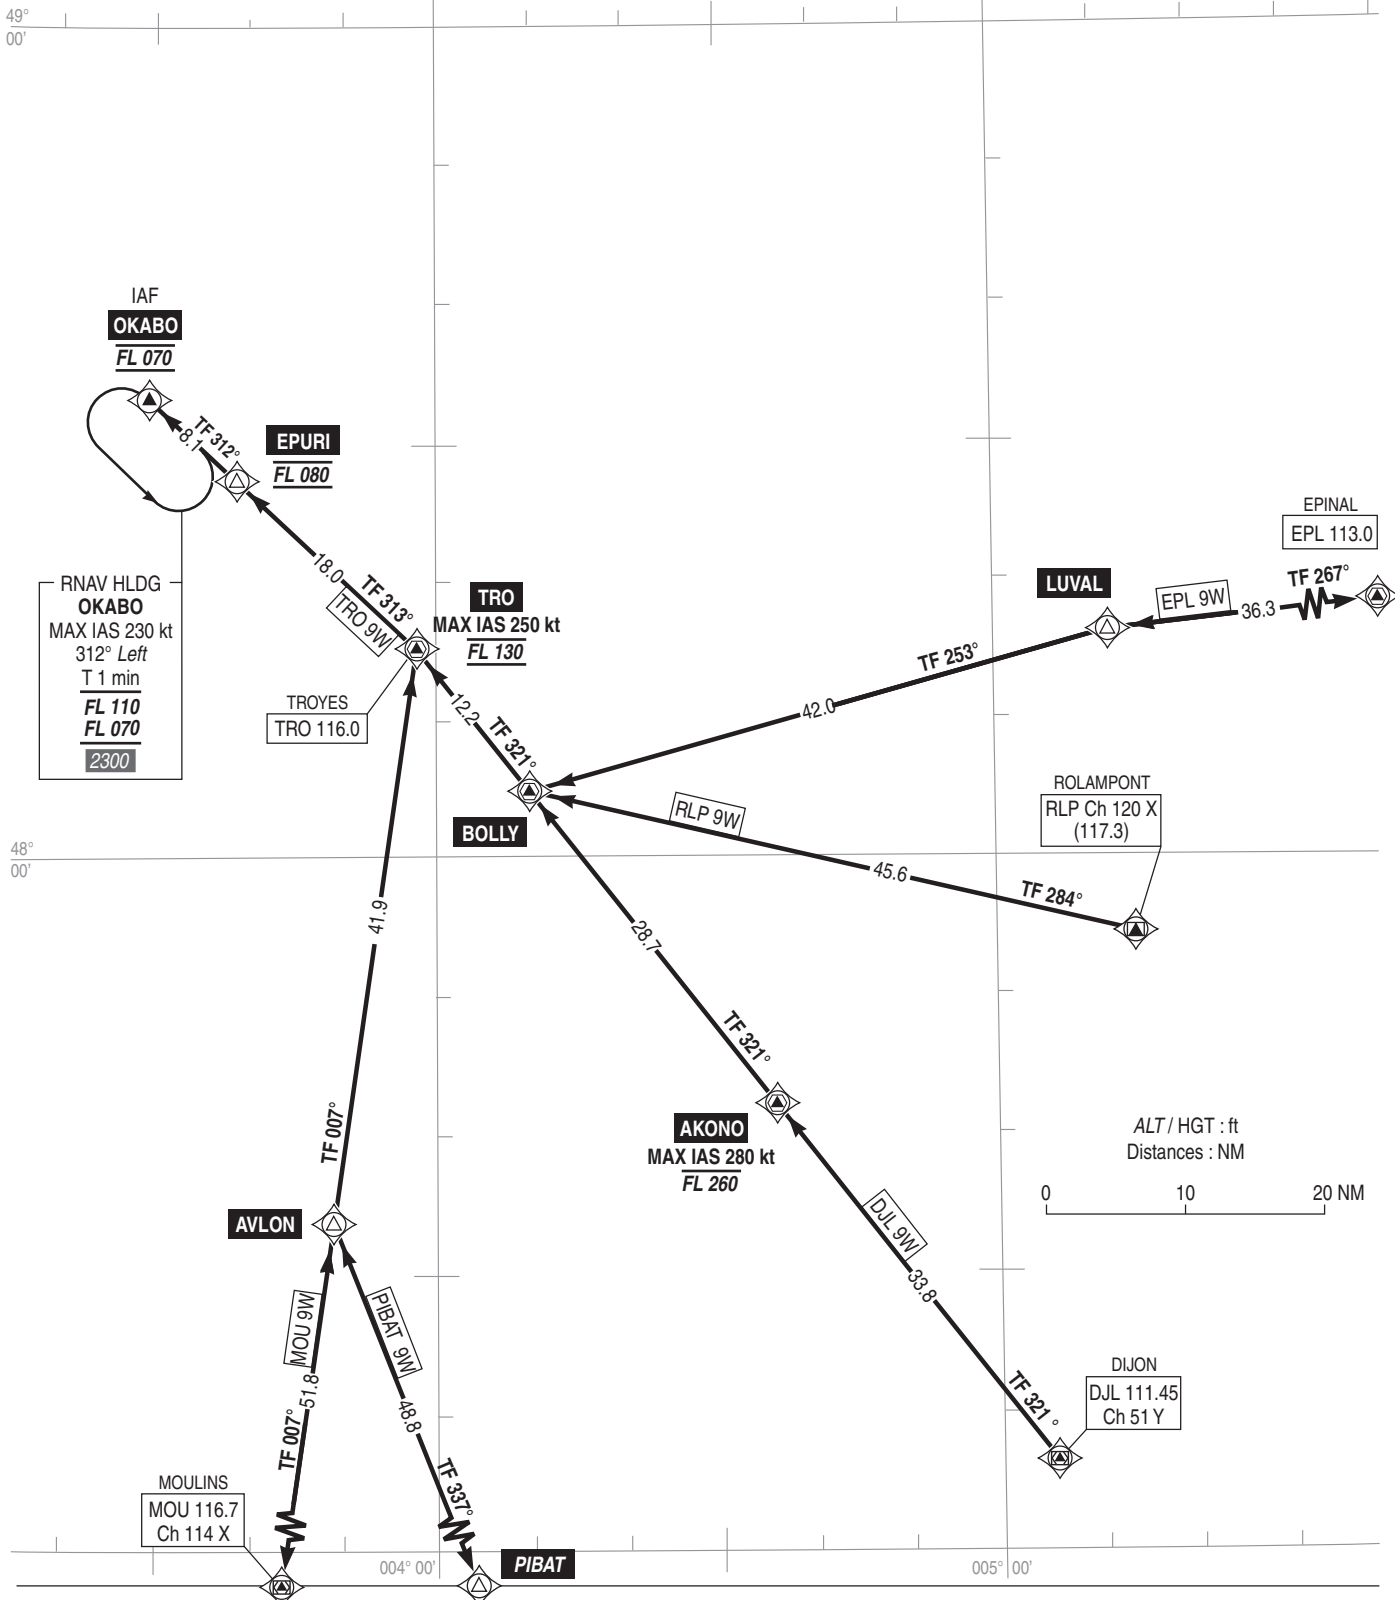 49°
00'
IAF
OKABO
FL 070
TF 312°
8.1
EPURI
FL 080
18.0
TF 313°
TRO 9W
TRO
MAX IAS 250 kt
FL 130
EPINAL
EPL 113.0
LUVAL
EPL 9W
36.3
TF 267°
RNAV HLDG
OKABO
MAX IAS 230 kt
312° Left
T 1 min
FL 110
FL 070
2300
TROYES
TRO 116.0
12.2
TF 321°
TF 253°
42.0
BOLLY
RLP 9W
ROLAMPONT
RLP Ch 120 X
(117.3)
48°
00'
45.6
TF 284°
41.9
28.7
TF 321°
TF 007°
AKONO
MAX IAS 280 kt
FL 260
ALT / HGT : ft
Distances : NM
0 10 20 NM
AVLON
DJL 9W
33.8
MOU 9W
51.8
TF 007°
PIBAT 9W
48.8
TF 337°
TF 321 °
DIJON
DJL 111.45
Ch 51 Y
MOULINS
MOU 116.7
Ch 114 X
004° 00'
PIBAT
005° 00'